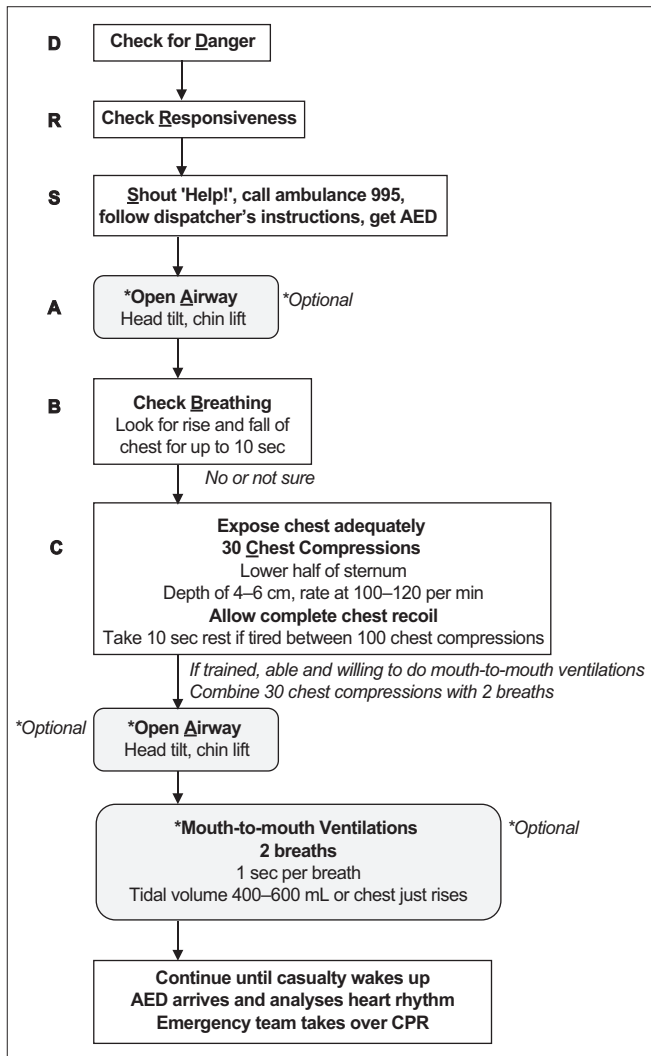 D
Check for Danger
R
Check Responsiveness
S
Shout 'Help!', call ambulance 995,
follow dispatcher's instructions, get AED
A
*Open Airway
Head tilt, chin lift
*Optional
B
Check Breathing
Look for rise and fall of
chest for up to 10 sec
No or not sure
C
Expose chest adequately
30 Chest Compressions
Lower half of sternum
Depth of 4–6 cm, rate at 100–120 per min
Allow complete chest recoil
Take 10 sec rest if tired between 100 chest compressions
If trained, able and willing to do mouth-to-mouth ventilations
Combine 30 chest compressions with 2 breaths
*Optional
*Open Airway
Head tilt, chin lift
*Mouth-to-mouth Ventilations
2 breaths
1 sec per breath
Tidal volume 400–600 mL or chest just rises
*Optional
Continue until casualty wakes up
AED arrives and analyses heart rhythm
Emergency team takes over CPR